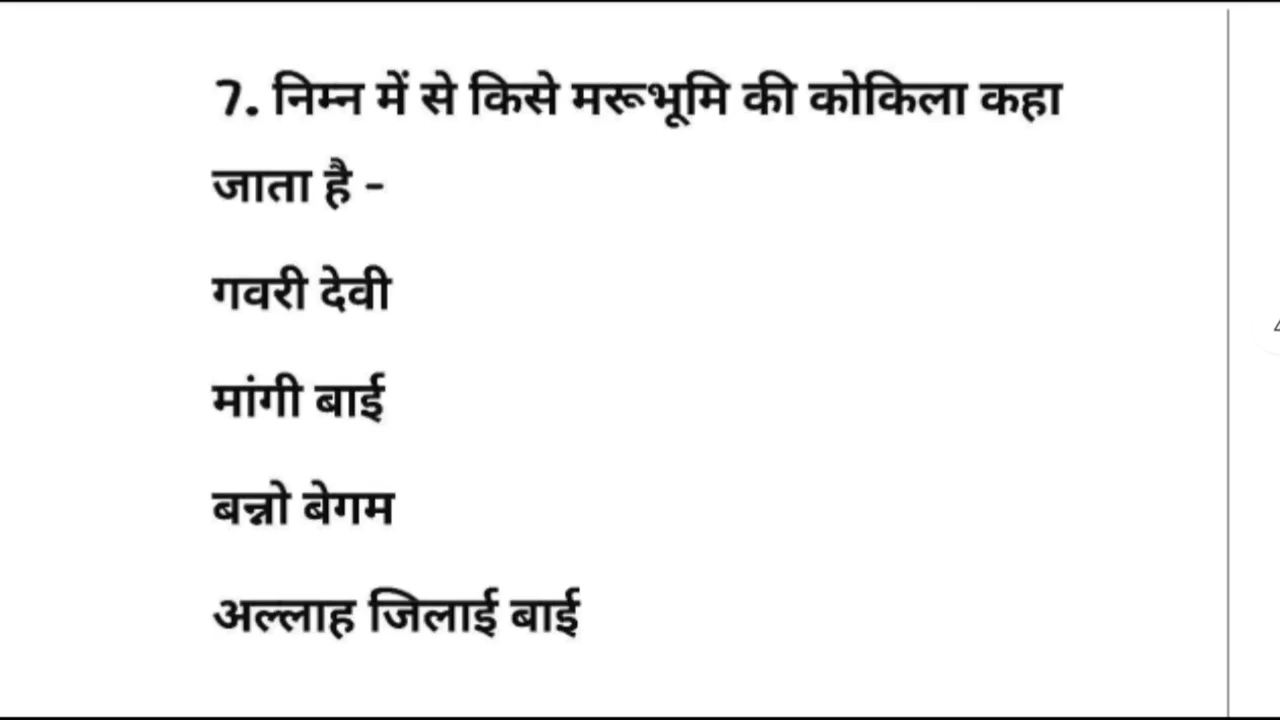 7. निम्न में से किसे मरूभूमि की कोकिला कहा
जाता है -
गवरी देवी
मांगी बाई
बन्नो बेगम
अल्लाह जिलाई बाई